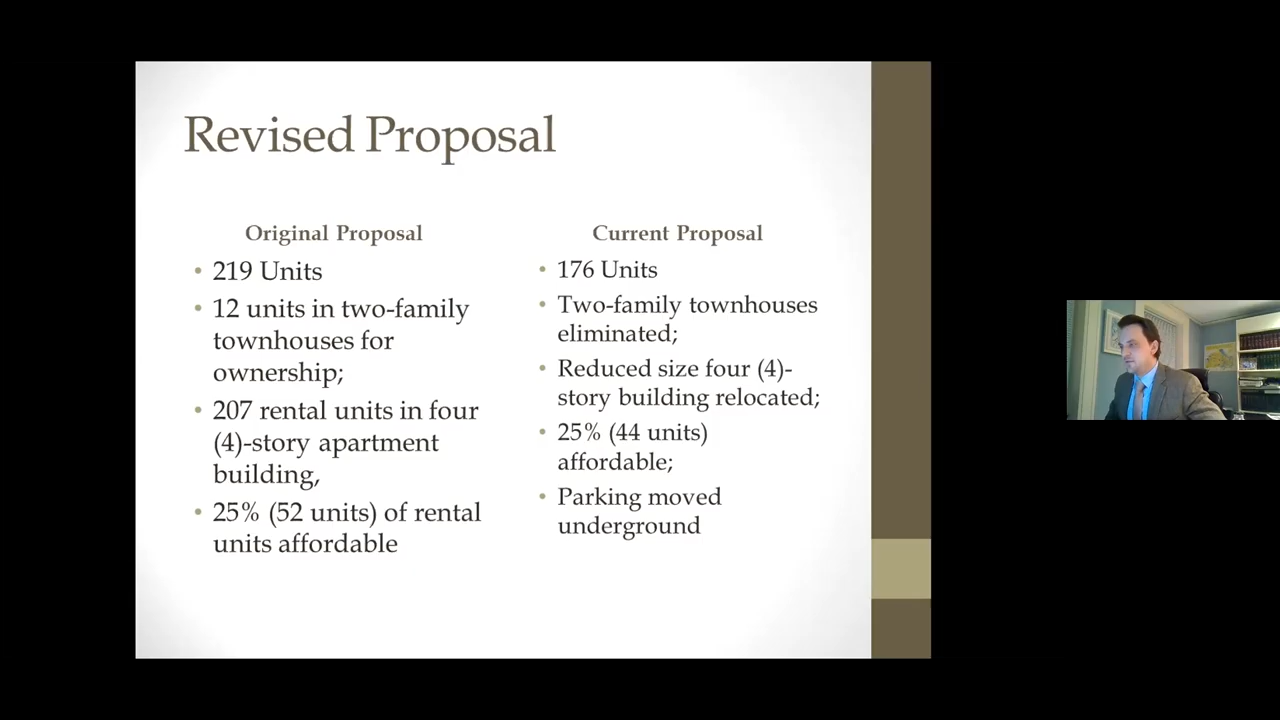 Revised Proposal
Original Proposal
• 219 Units
• 12 units in two-family
townhouses for
ownership;
• 207 rental units in four
(4)-story apartment
building,
• 25% (52 units) of rental
units affordable
Current Proposal
• 176 Units
• Two-family townhouses
eliminated;
• Reduced size four (4)-
story building relocated;
• 25% (44 units)
affordable;
• Parking moved
underground